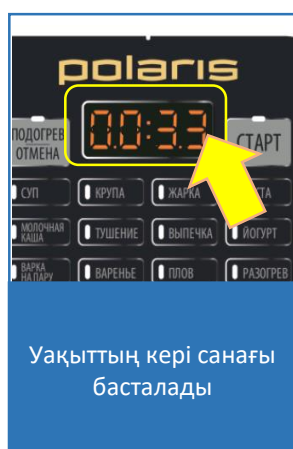 polaris
ПОДОГРЕВ
ОТМЕНА
00:33
СТАРТ
СУП
КРУПА
ЖАРКА
МОЛОЧНАЯ
КАША
ТУШЕНИЕ
ВЫПЕЧКА
ЙОГУРТ
ВАРКА
НА ПАРУ
ВАРЕНЬЕ
ПЛОВ
РАЗОГРЕВ
Уақыттың кері санағы
басталады